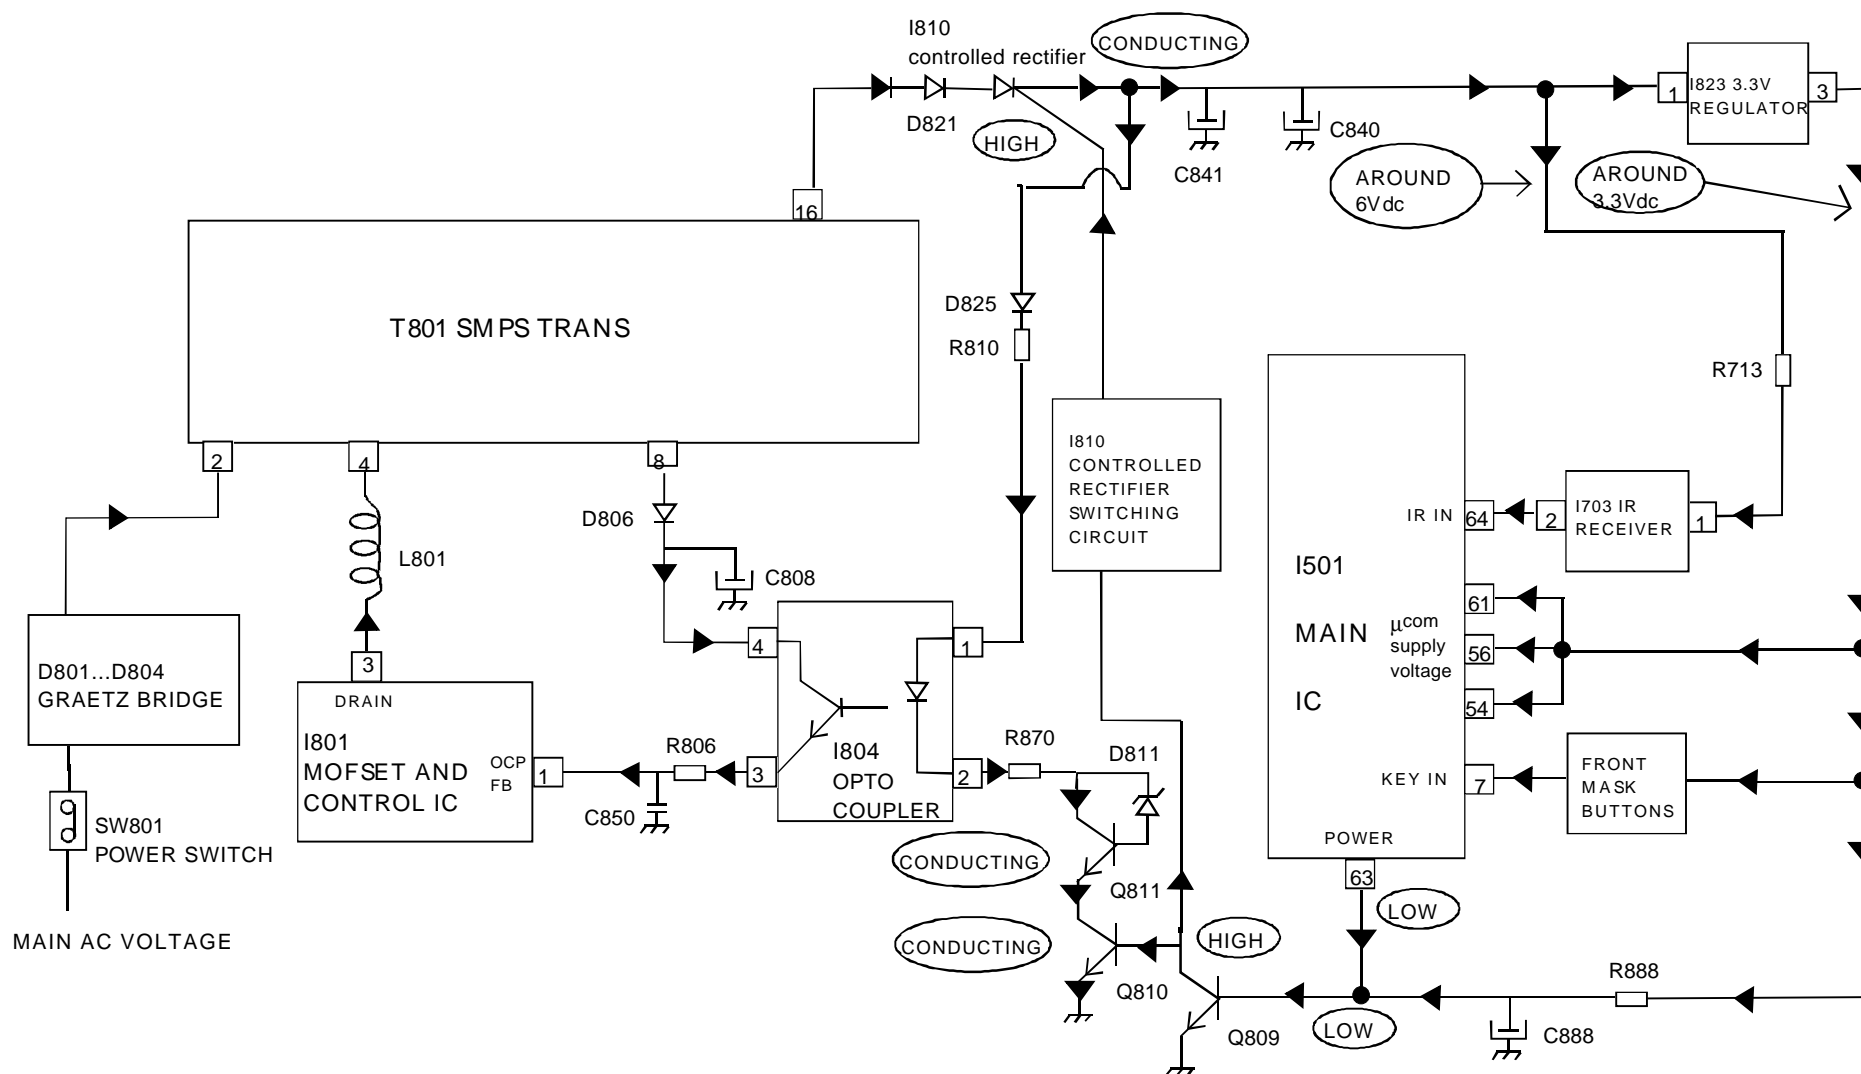 I810
controlled rectifier
CONDUCTING
D821
HIGH
C841
C840
1
I823 3.3V
REGULATOR
3
AROUND
6Vdc
AROUND
3.3Vdc
16
T801 SMPS TRANS
D825
R810
R713
2
4
8
D806
L801
C808
I810
CONTROLLED
RECTIFIER
SWITCHING
CIRCUIT
IR IN
64
2
I703 IR
RECEIVER
1
I501
MAIN
IC
µcom
supply
voltage
61
56
54
D801...D804
GRAETZ BRIDGE
3
DRAIN
I801
MOFSET AND
CONTROL IC
OCP
FB
1
R806
C850
4
1
3
2
I804
OPTO
COUPLER
R870
D811
KEY IN
7
FRONT
MASK
BUTTONS
SW801
POWER SWITCH
MAIN AC VOLTAGE
CONDUCTING
Q811
POWER
63
LOW
CONDUCTING
HIGH
Q810
Q809
LOW
R888
C888